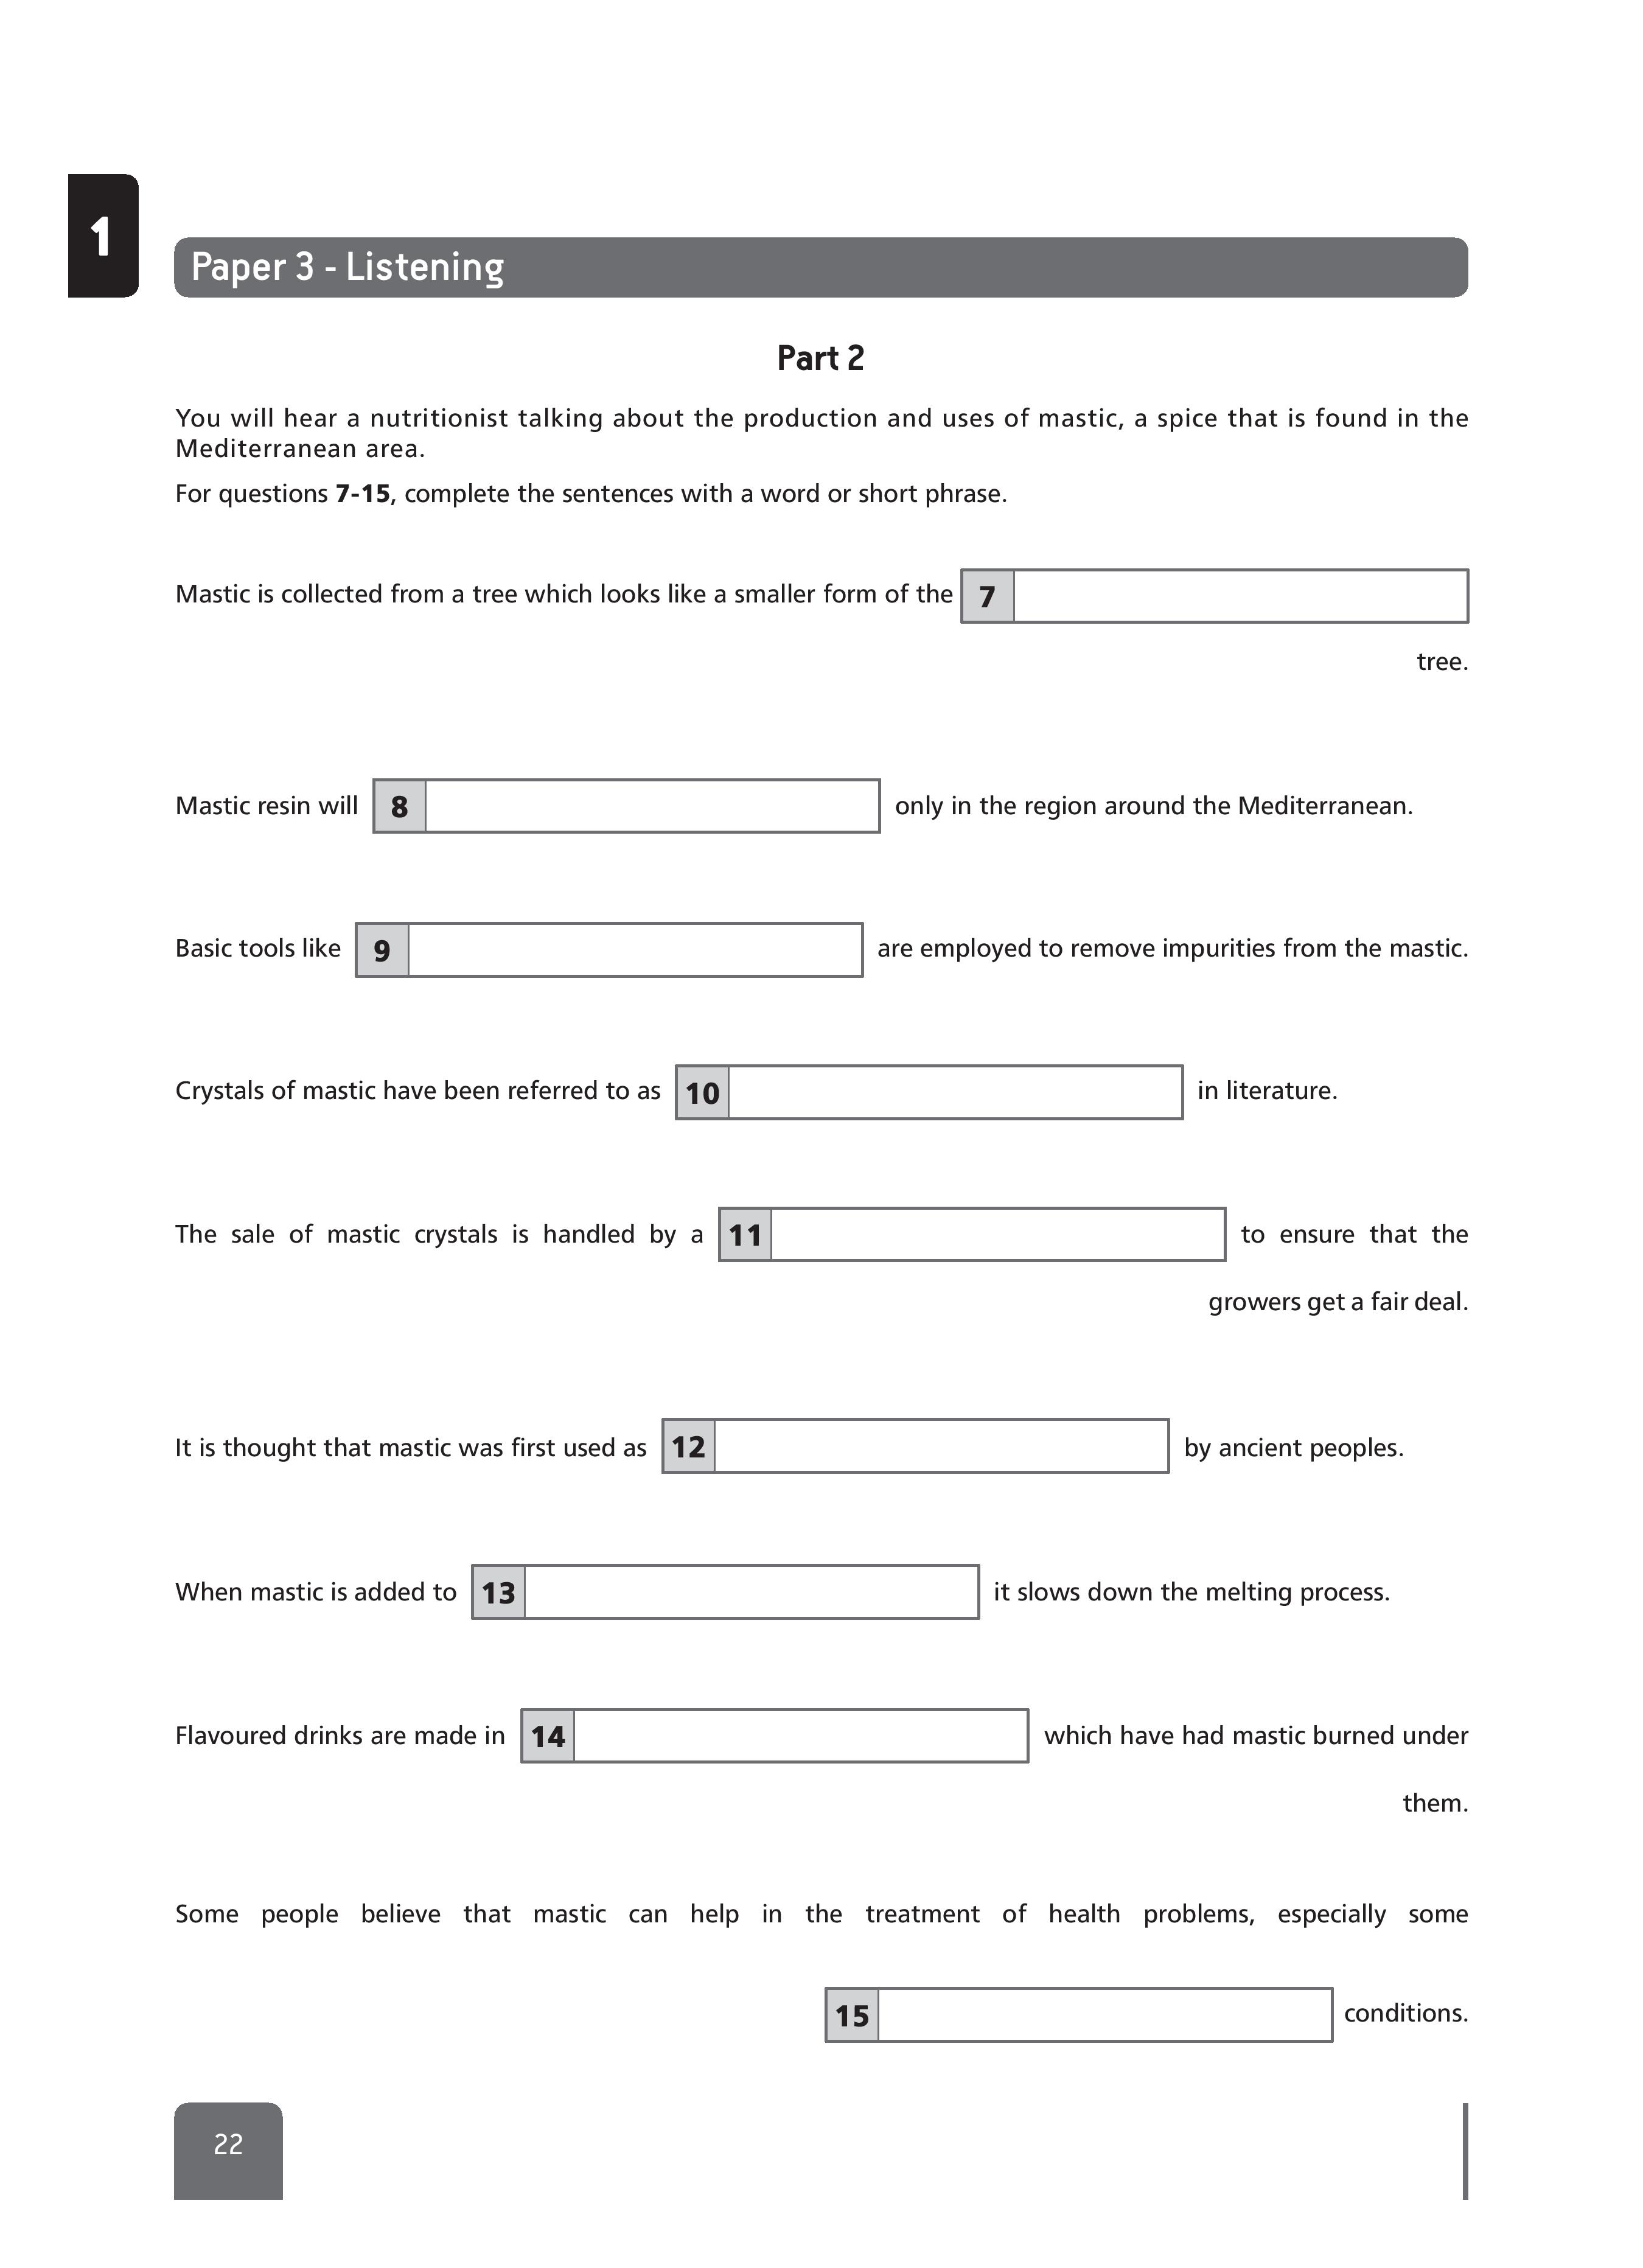 1
Paper 3 - Listening
Part 2
You will hear a nutritionist talking about the production and uses of mastic, a spice that is found in the
Mediterranean area.
For questions 7-15, complete the sentences with a word or short phrase.
Mastic is collected from a tree which looks like a smaller form of the 7
tree.
Mastic resin will 8 only in the region around the Mediterranean.
Basic tools like 9 are employed to remove impurities from the mastic.
Crystals of mastic have been referred to as 10 in literature.
The sale of mastic crystals is handled by a 11 to ensure that the
growers get a fair deal.
It is thought that mastic was first used as 12 by ancient peoples.
When mastic is added to 13 it slows down the melting process.
Flavoured drinks are made in 14 which have had mastic burned under
them.
Some people believe that mastic can help in the treatment of health problems, especially some
15 conditions.
22